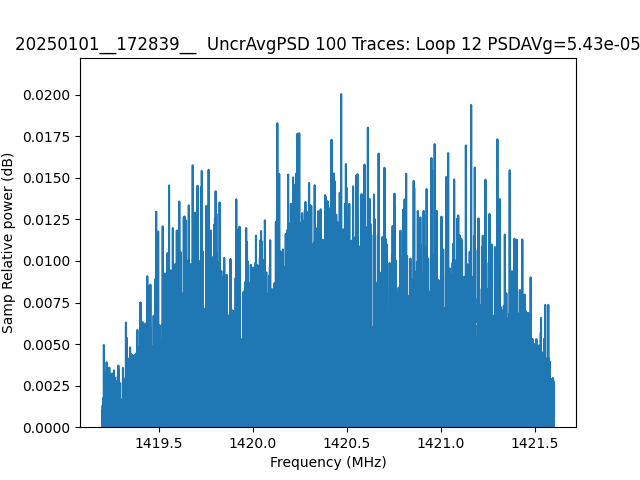 20250101__172839__ UncrAvgPSD 100 Traces: Loop 12 PSDAVg=5.43e-05
0.0200
0.0175
0.0150
0.0125
0.0100
0.0075
0.0050
0.0025
0.0000
Samp Relative power (dB)
1419.5 1420.0 1420.5 1421.0 1421.5
Frequency (MHz)